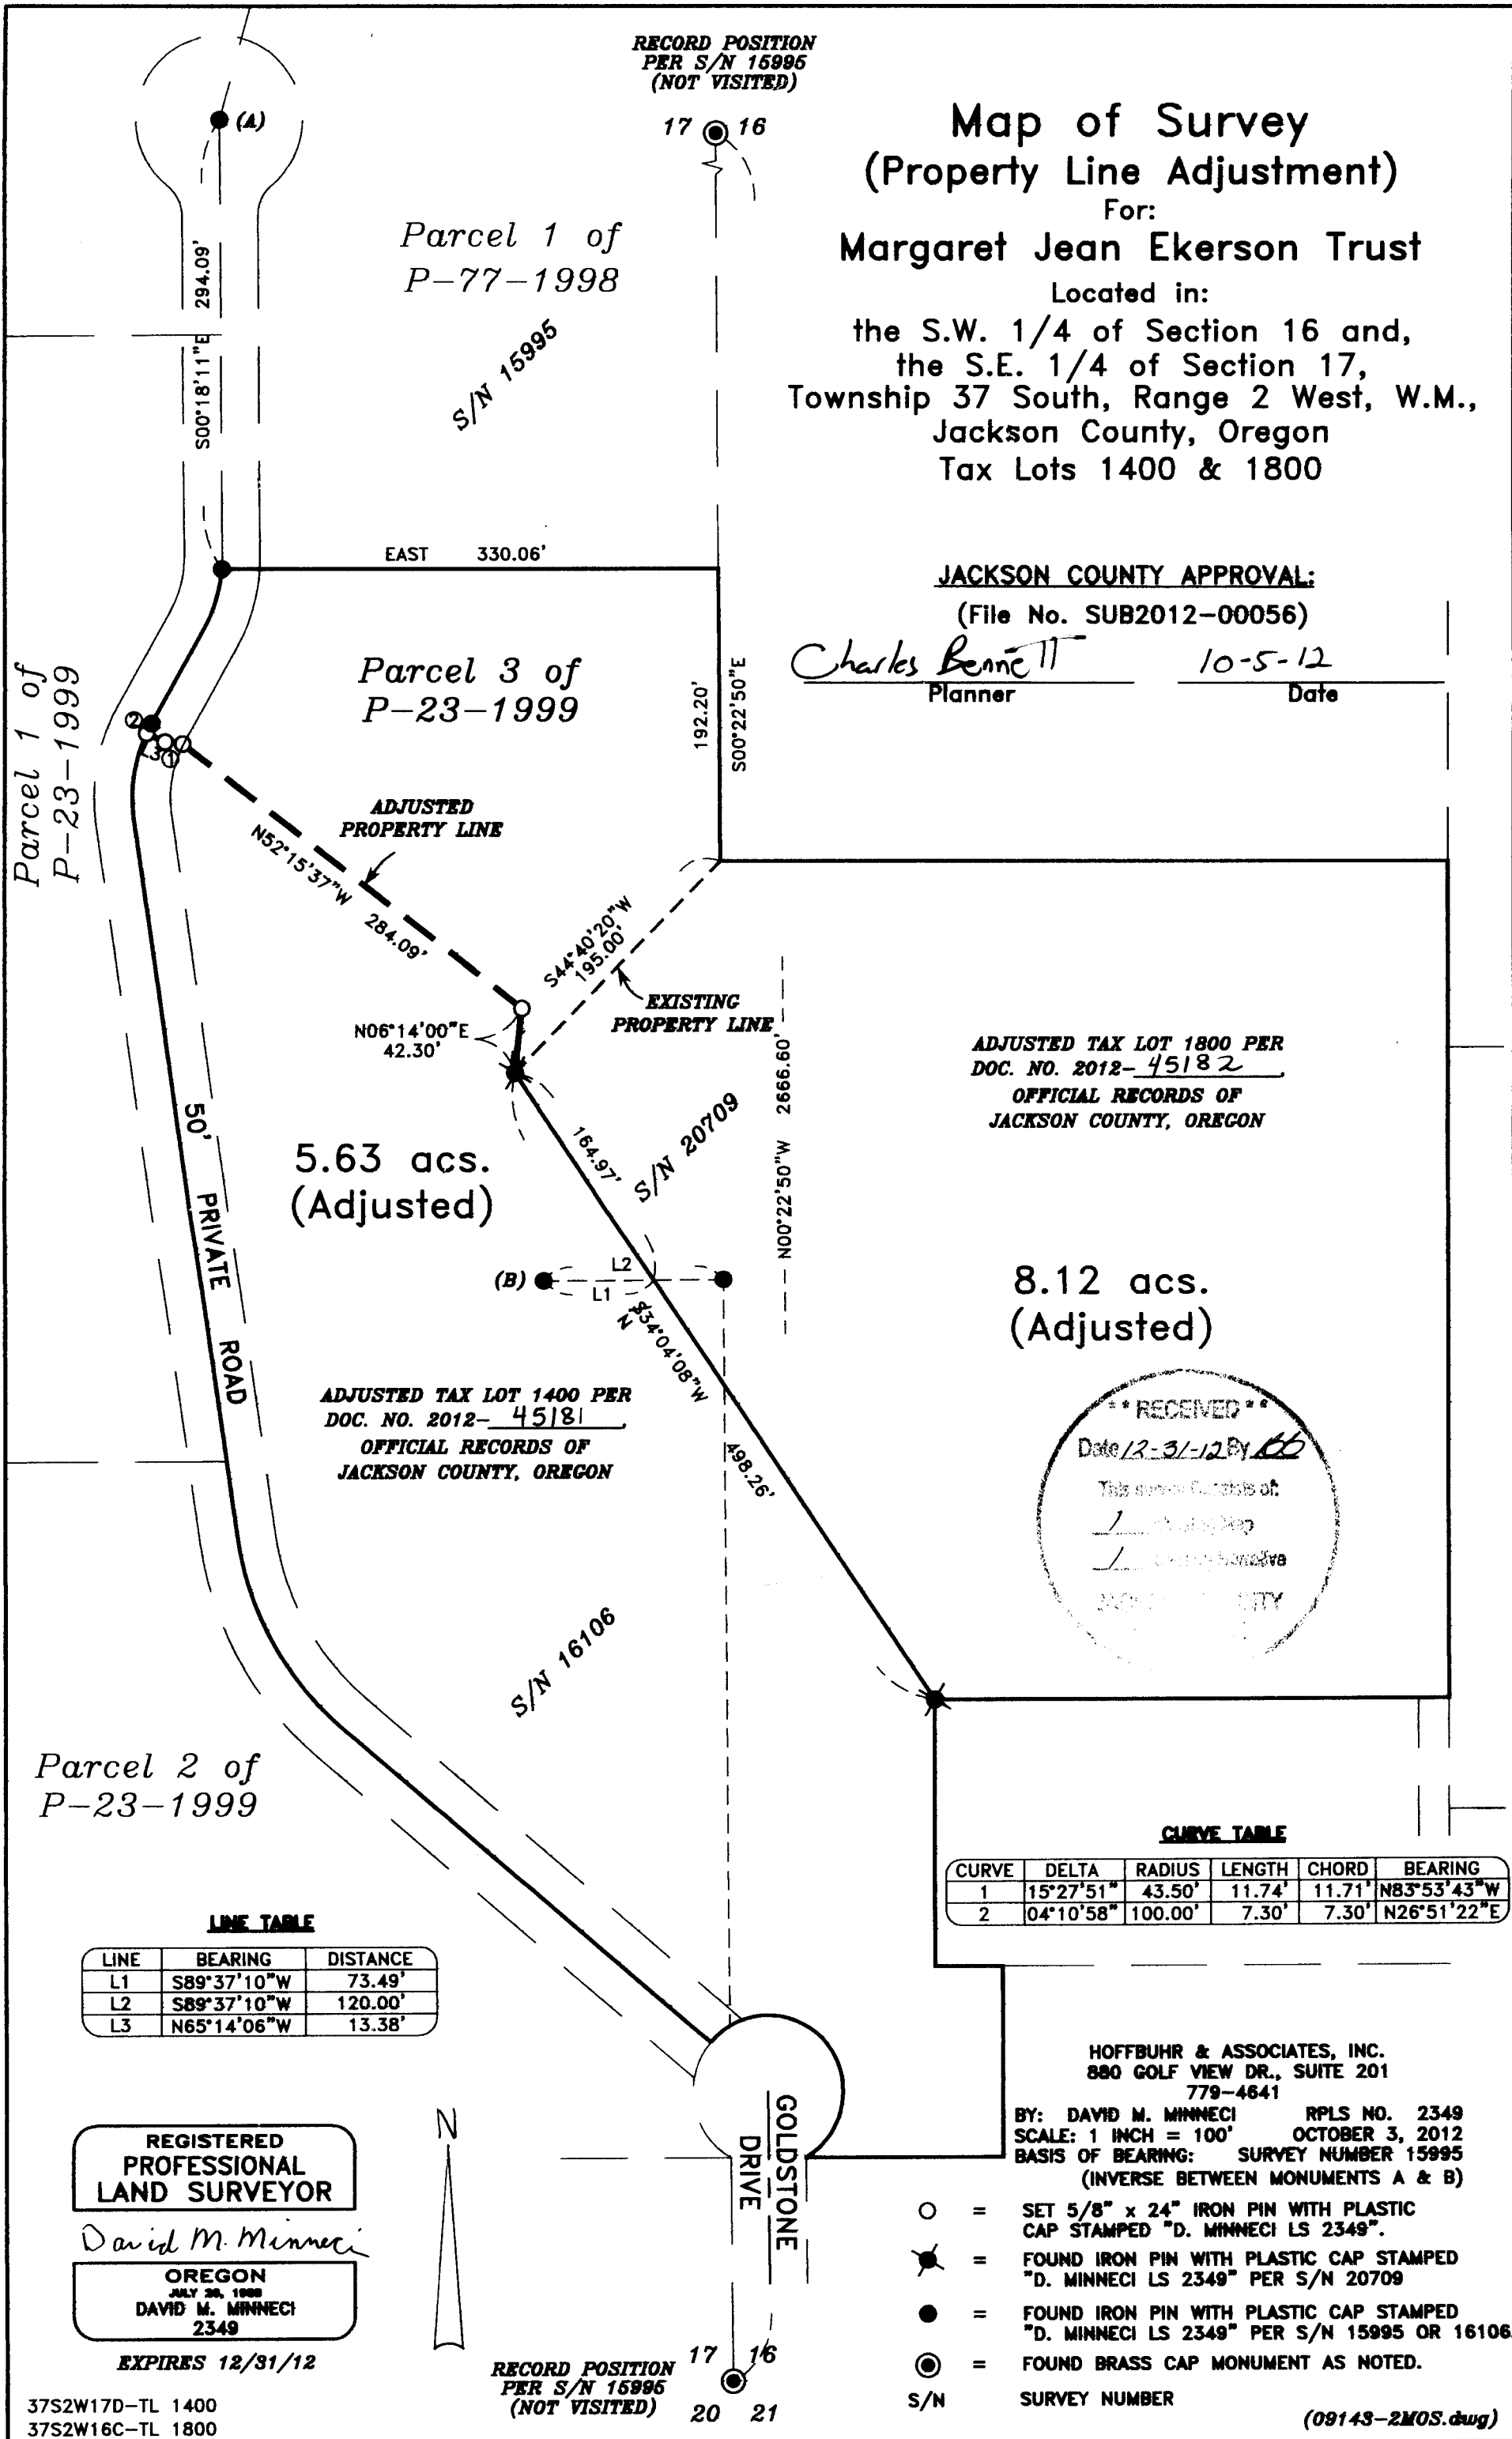 RECORD POSITION
PER S/N 15995
(NOT VISITED)
17 16
(A)
Map of Survey
(Property Line Adjustment)
For:
Margaret Jean Ekerson Trust
Located in:
the S.W. 1/4 of Section 16 and,
the S.E. 1/4 of Section 17,
Township 37 South, Range 2 West, W.M.,
Jackson County, Oregon
Tax Lots 1400 & 1800
Parcel 1 of
P-77-1998
S/N 15995
S00°18'11"E 294.09'
EAST 330.06'
JACKSON COUNTY APPROVAL:
(File No. SUB2012-00056)
Charles Bennett 10-5-12
Planner Date
Parcel 1 of
P-23-1999
Parcel 3 of
P-23-1999
192.20'
S00°22'50"E
2
L3
1
ADJUSTED
PROPERTY LINE
N52°15'37"W 284.09'
S44°40'20"W
195.00'
EXISTING
PROPERTY LINE
N06°14'00"E
42.30'
N00°22'50"W 2666.60'
ADJUSTED TAX LOT 1800 PER
DOC. NO. 2012-45182
OFFICIAL RECORDS OF
JACKSON COUNTY, OREGON
S/N 20709
164.97'
5.63 acs.
(Adjusted)
50' PRIVATE ROAD
(B)
L2
L1
N34°04'08"W
498.26'
8.12 acs.
(Adjusted)
ADJUSTED TAX LOT 1400 PER
DOC. NO. 2012-45181
OFFICIAL RECORDS OF
JACKSON COUNTY, OREGON
** RECEIVED **
Date 12-31-12 By
This survey Consists of:
1 Map
1 Narrative
S/N 16106
Parcel 2 of
P-23-1999
CURVE TABLE
CURVE DELTA RADIUS LENGTH CHORD BEARING
1 15°27'51" 43.50' 11.74' 11.71' N83°53'43"W
2 04°10'58" 100.00' 7.30' 7.30' N26°51'22"E
LINE TABLE
LINE BEARING DISTANCE
L1 S89°37'10"W 73.49'
L2 S89°37'10"W 120.00'
L3 N65°14'06"W 13.38'
GOLDSTONE
DRIVE
HOFFBUHR & ASSOCIATES, INC.
880 GOLF VIEW DR., SUITE 201
779-4641
BY: DAVID M. MINNECI RPLS NO. 2349
SCALE: 1 INCH = 100' OCTOBER 3, 2012
BASIS OF BEARING: SURVEY NUMBER 15995
(INVERSE BETWEEN MONUMENTS A & B)
= SET 5/8" x 24" IRON PIN WITH PLASTIC
CAP STAMPED "D. MINNECI LS 2349".
= FOUND IRON PIN WITH PLASTIC CAP STAMPED
"D. MINNECI LS 2349" PER S/N 20709
= FOUND IRON PIN WITH PLASTIC CAP STAMPED
"D. MINNECI LS 2349" PER S/N 15995 OR 16106
= FOUND BRASS CAP MONUMENT AS NOTED.
S/N SURVEY NUMBER
(09143-2MOS.dwg)
N
REGISTERED
PROFESSIONAL
LAND SURVEYOR
David M. Minneci
OREGON
DAVID M. MINNECI
2349
EXPIRES 12/31/12
37S2W17D-TL 1400
37S2W16C-TL 1800
RECORD POSITION
PER S/N 15995
(NOT VISITED)
17 16
20 21